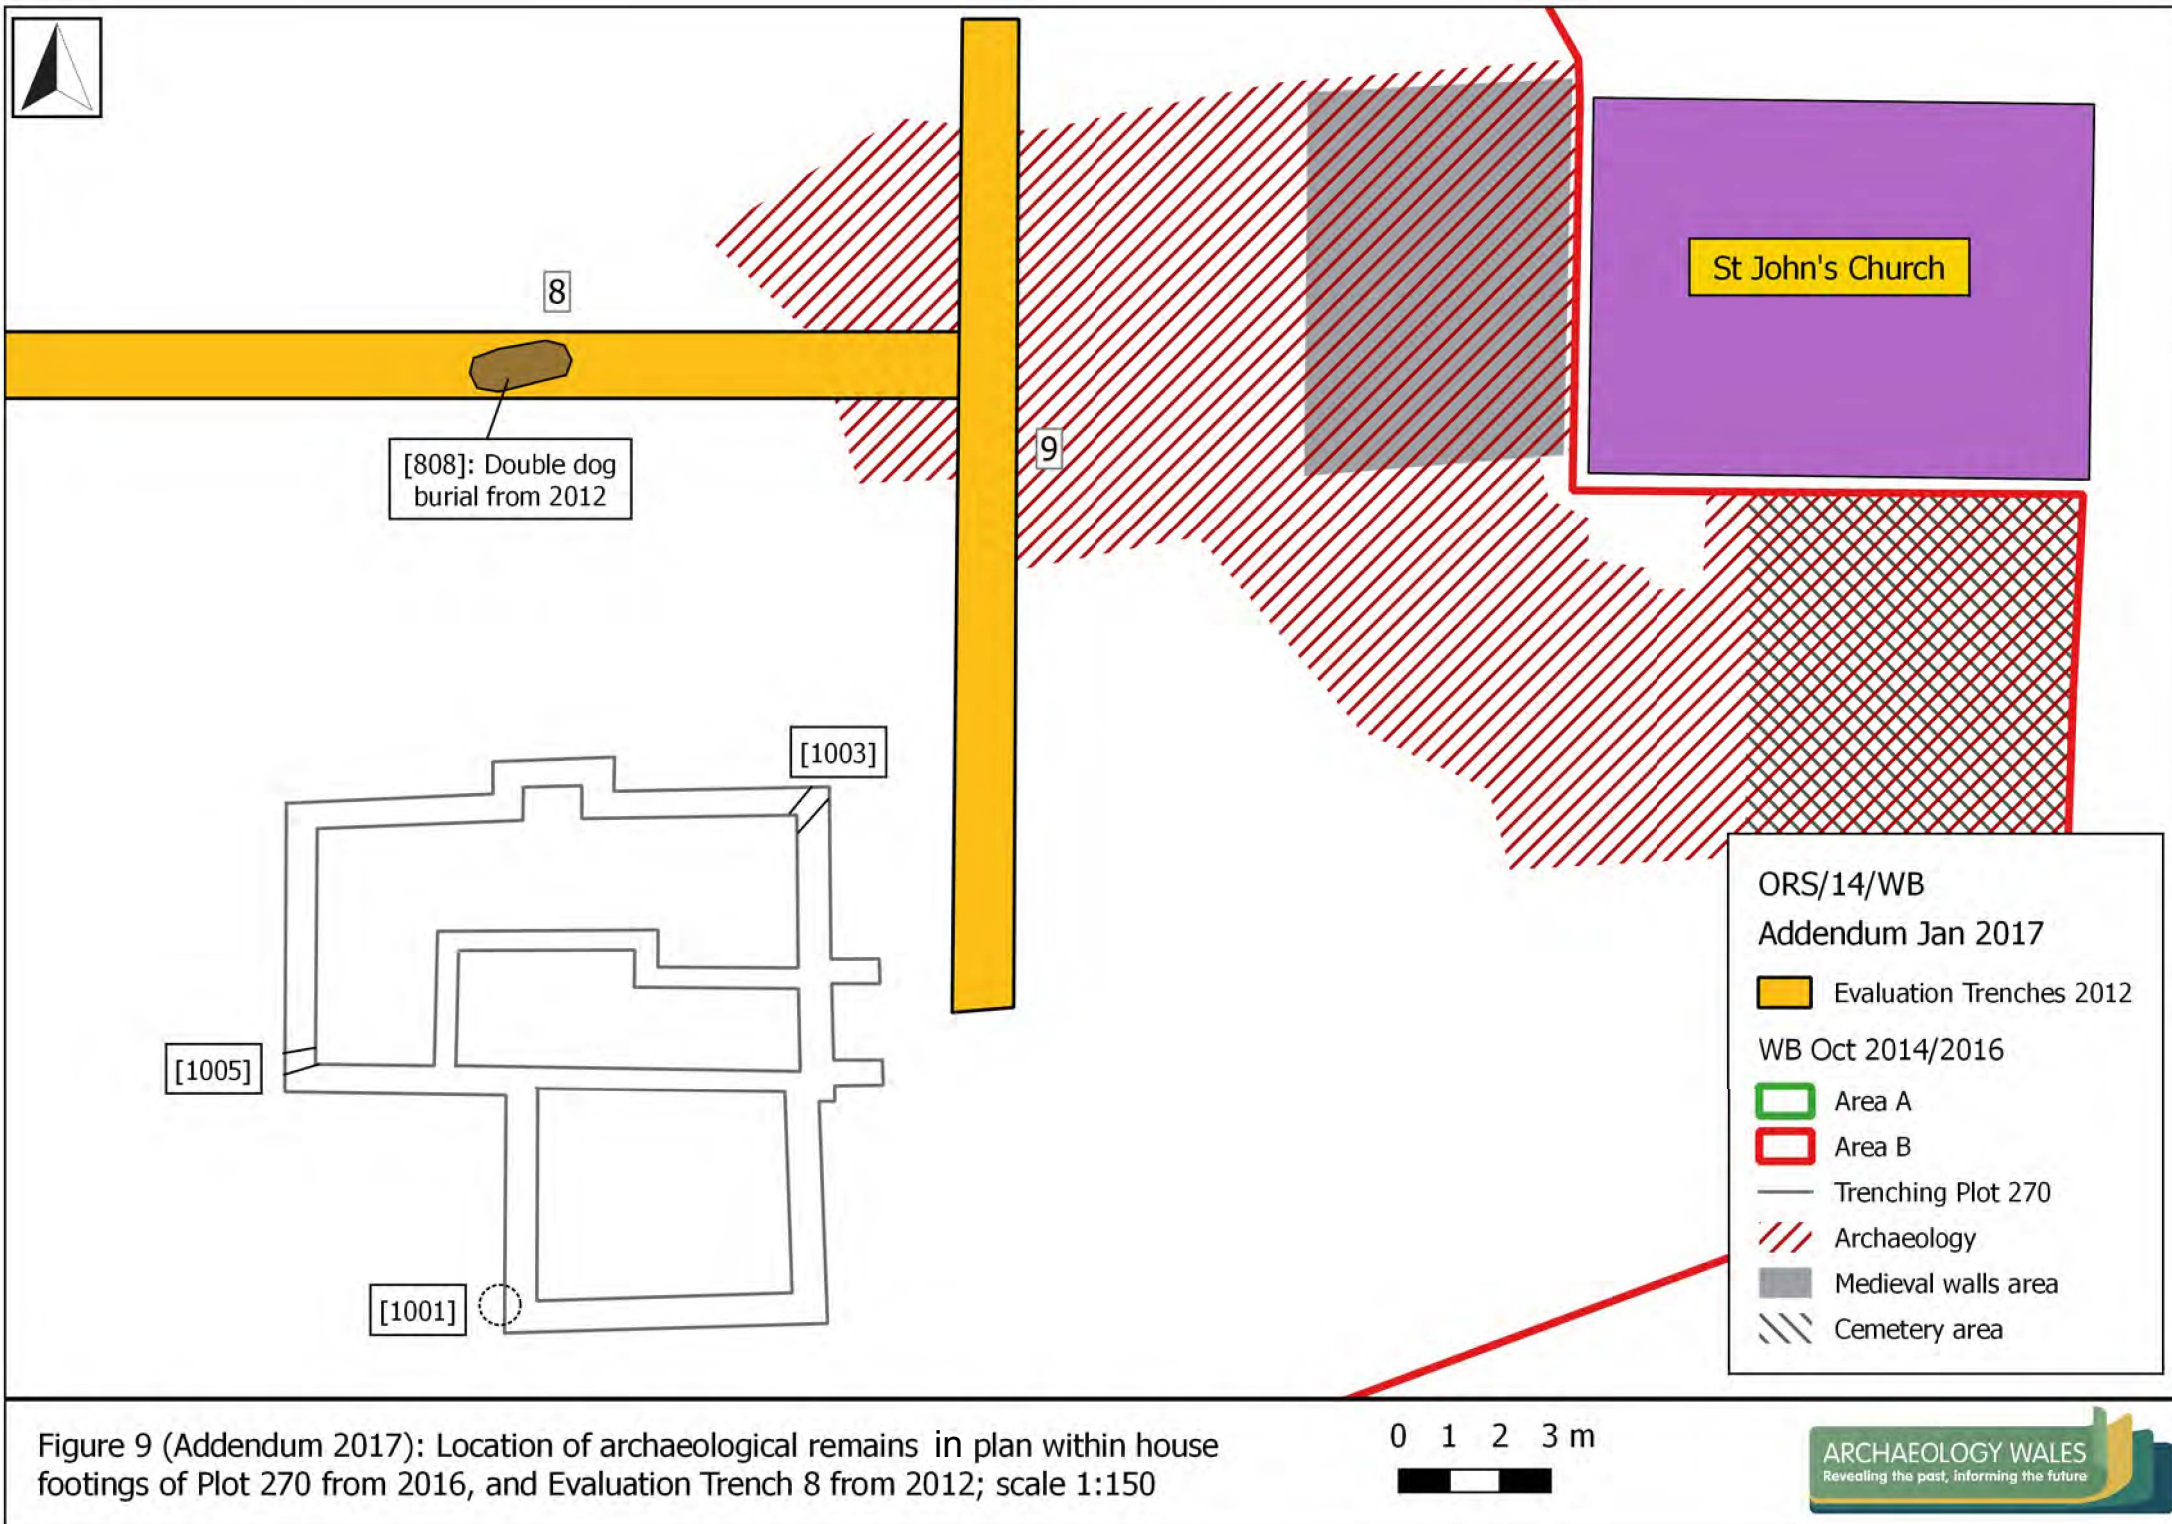 St John's Church
8
9
[808]: Double dog
burial from 2012
[1003]
[1005]
[1001]
ORS/14/WB
Addendum Jan 2017
Evaluation Trenches 2012
WB Oct 2014/2016
Area A
Area B
Trenching Plot 270
Archaeology
Medieval walls area
Cemetery area
Figure 9 (Addendum 2017): Location of archaeological remains in plan within house
footings of Plot 270 from 2016, and Evaluation Trench 8 from 2012; scale 1:150
0 1 2 3 m
ARCHAEOLOGY WALES
Revealing the past, informing the future